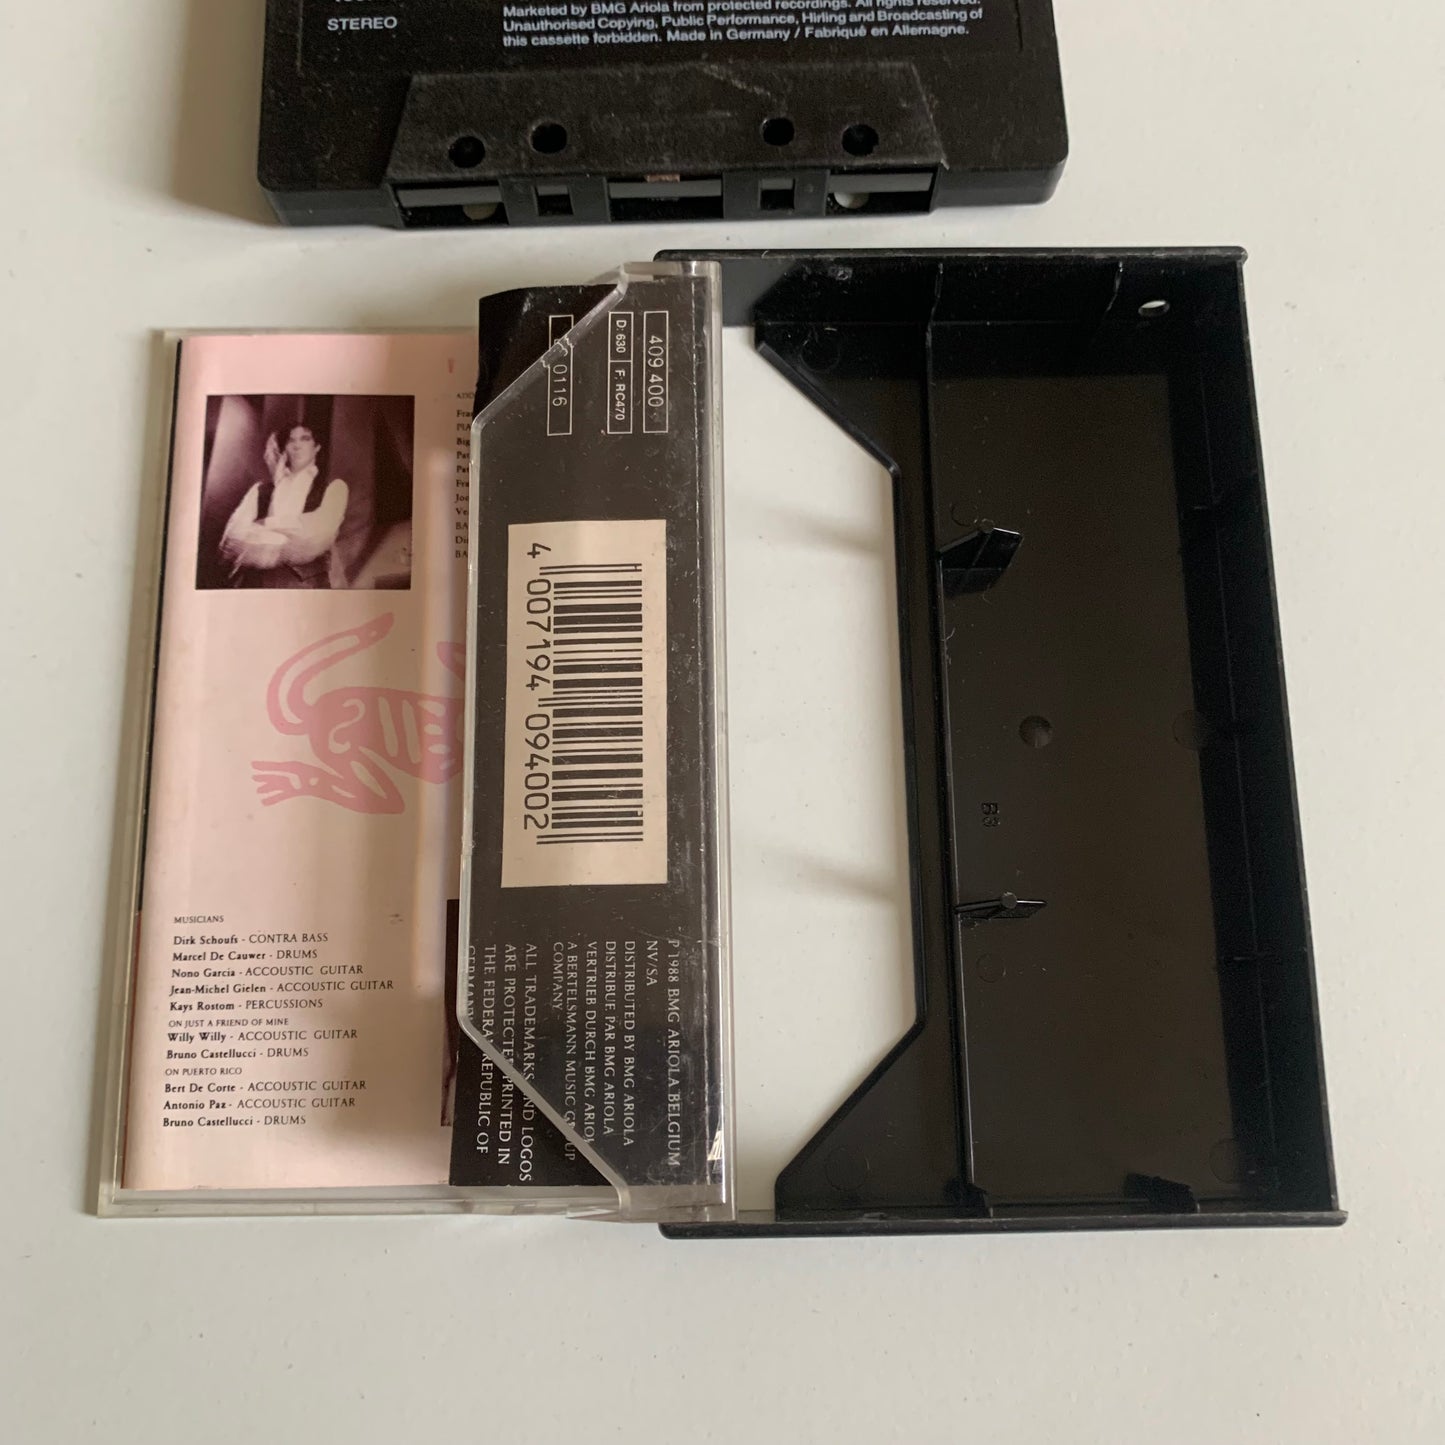 STEREO
Marketed by BMG Ariola from protected recordings. All rights reserved.
Unauthorised Copying, Public Performance, Hirling and Broadcasting of
this cassette forbidden. Made in Germany / Fabriqué en Allemagne.
409 400
D: 630 F: RC470
0116
4 007194 094002
P 1988 BMG ARIOLA BELGIUM
NV/SA
DISTRIBUTED BY BMG ARIOLA
DISTRIBUE PAR BMG ARIOLA
VERTRIEB DURCH BMG ARIOLA
A BERTELSMANN MUSIC GROUP
COMPANY
ALL TRADEMARKS AND LOGOS
ARE PROTECTED PRINTED IN
THE FEDERAL REPUBLIC OF
GERMANY
MUSICIANS
Dirk Schoufs - CONTRA BASS
Marcel De Cauwer - DRUMS
Nono Garcia - ACCOUSTIC GUITAR
Jean-Michel Gielen - ACCOUSTIC GUITAR
Kays Rostom - PERCUSSIONS
ON JUST A FRIEND OF MINE
Willy Willy - ACCOUSTIC GUITAR
Bruno Castellucci - DRUMS
ON PUERTO RICO
Bert De Corte - ACCOUSTIC GUITAR
Antonio Paz - ACCOUSTIC GUITAR
Bruno Castellucci - DRUMS